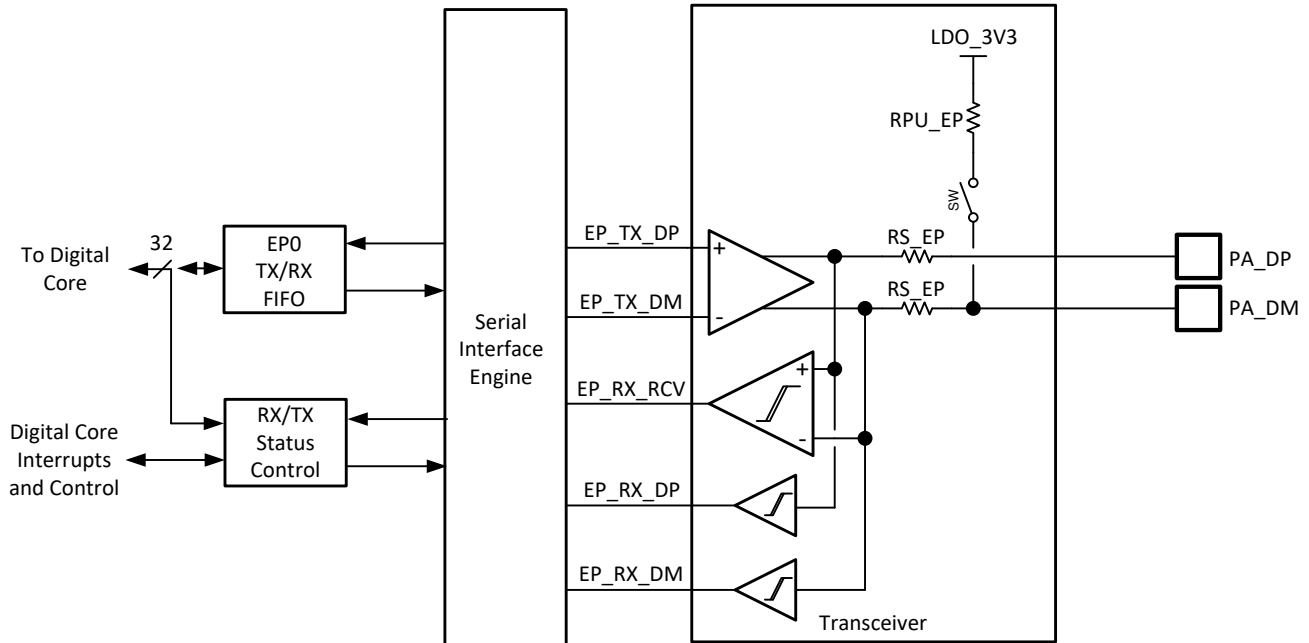 LDO_3V3
RPU_EP
SW
To Digital
Core
32
EP0
TX/RX
FIFO
EP_TX_DP
+
RS_EP
PA_DP
EP_TX_DM
-
RS_EP
PA_DM
Serial
Interface
Engine
EP_RX_RCV
+
-
RX/TX
Status
Control
Digital Core
Interrupts
and Control
EP_RX_DP
EP_RX_DM
Transceiver